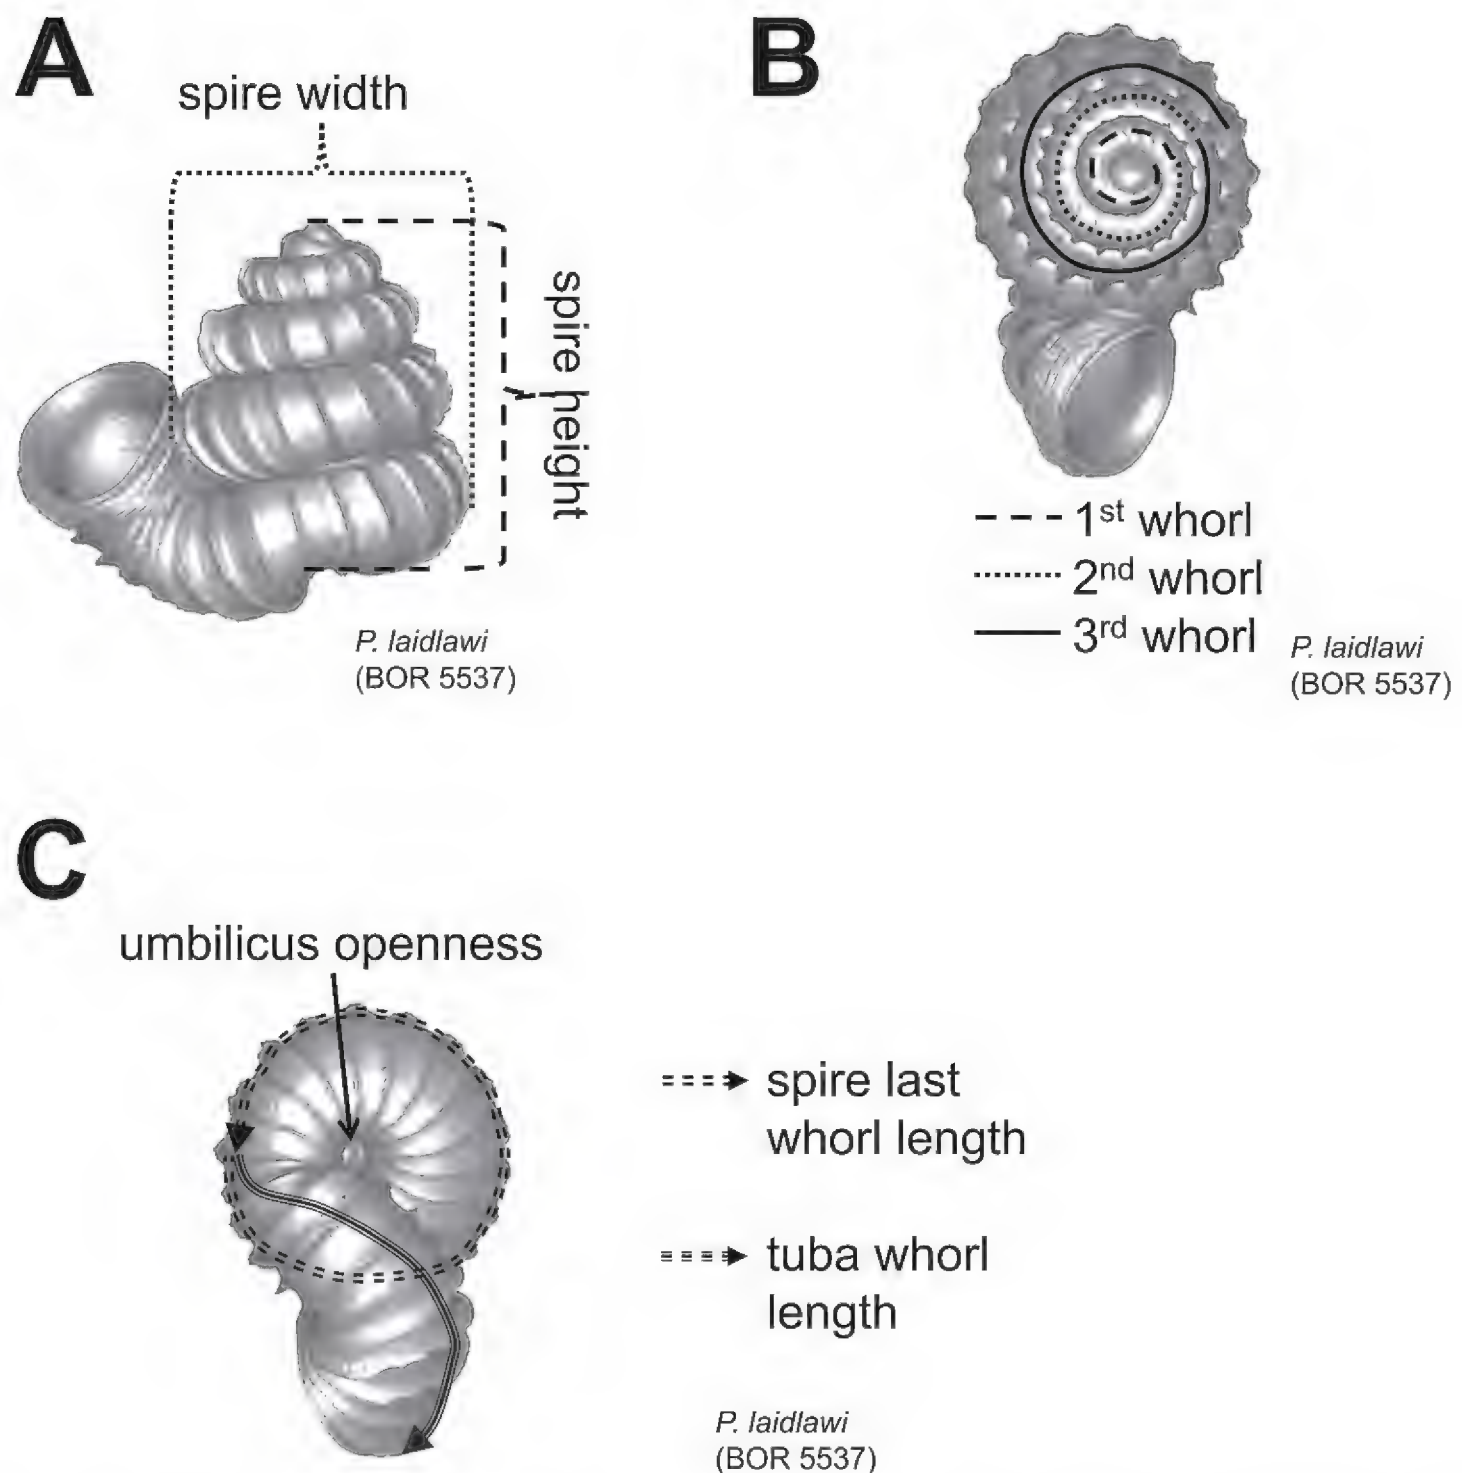 A
spire width
spire height
P. laidlawi
(BOR 5537)
B
1st whorl
2nd whorl
3rd whorl
P. laidlawi
(BOR 5537)
C
umbilicus openness
spire last
whorl length
tuba whorl
length
P. laidlawi
(BOR 5537)